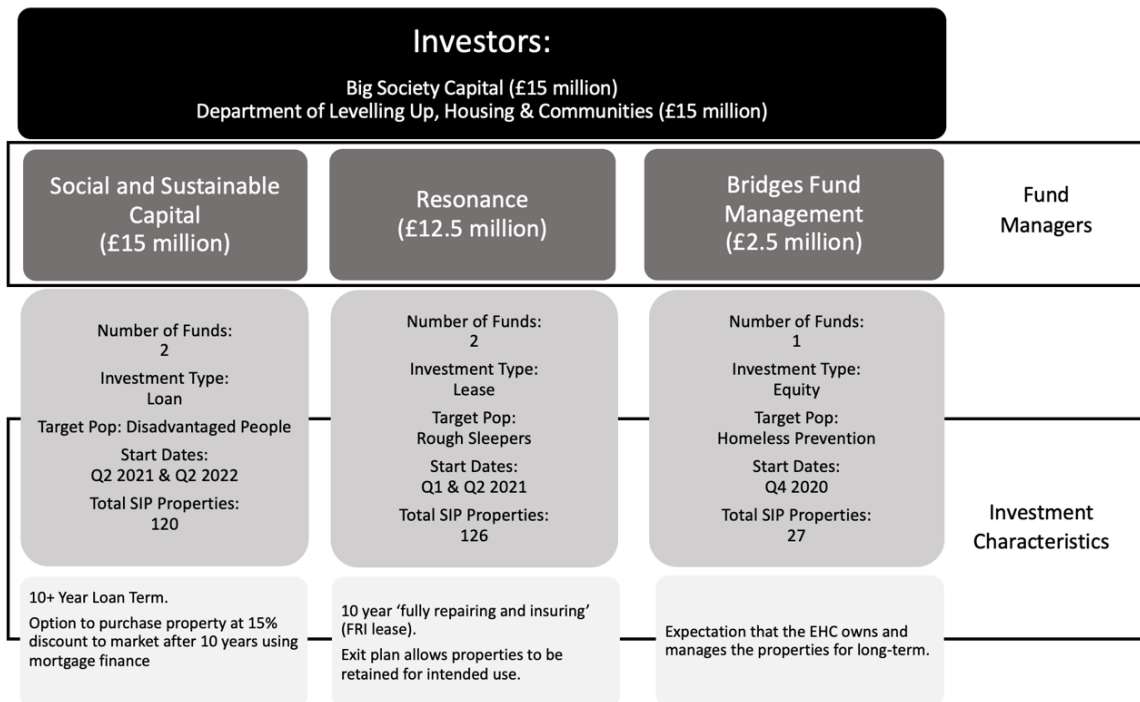 Investors:
Big Society Capital (£15 million)
Department of Levelling Up, Housing & Communities (£15 million)
Social and Sustainable
Capital
(£15 million)
Resonance
(£12.5 million)
Bridges Fund
Management
(£2.5 million)
Fund
Managers
Number of Funds:
2
Investment Type:
Loan
Target Pop: Disadvantaged People
Start Dates:
Q2 2021 & Q2 2022
Total SIP Properties:
120
Number of Funds:
2
Investment Type:
Lease
Target Pop:
Rough Sleepers
Start Dates:
Q1 & Q2 2021
Total SIP Properties:
126
Number of Funds:
1
Investment Type:
Equity
Target Pop:
Homeless Prevention
Start Dates:
Q4 2020
Total SIP Properties:
27
Investment
Characteristics
10+ Year Loan Term.
Option to purchase property at 15%
discount to market after 10 years using
mortgage finance
10 year ‘fully repairing and insuring’
(FRI lease).
Exit plan allows properties to be
retained for intended use.
Expectation that the EHC owns and
manages the properties for long-term.